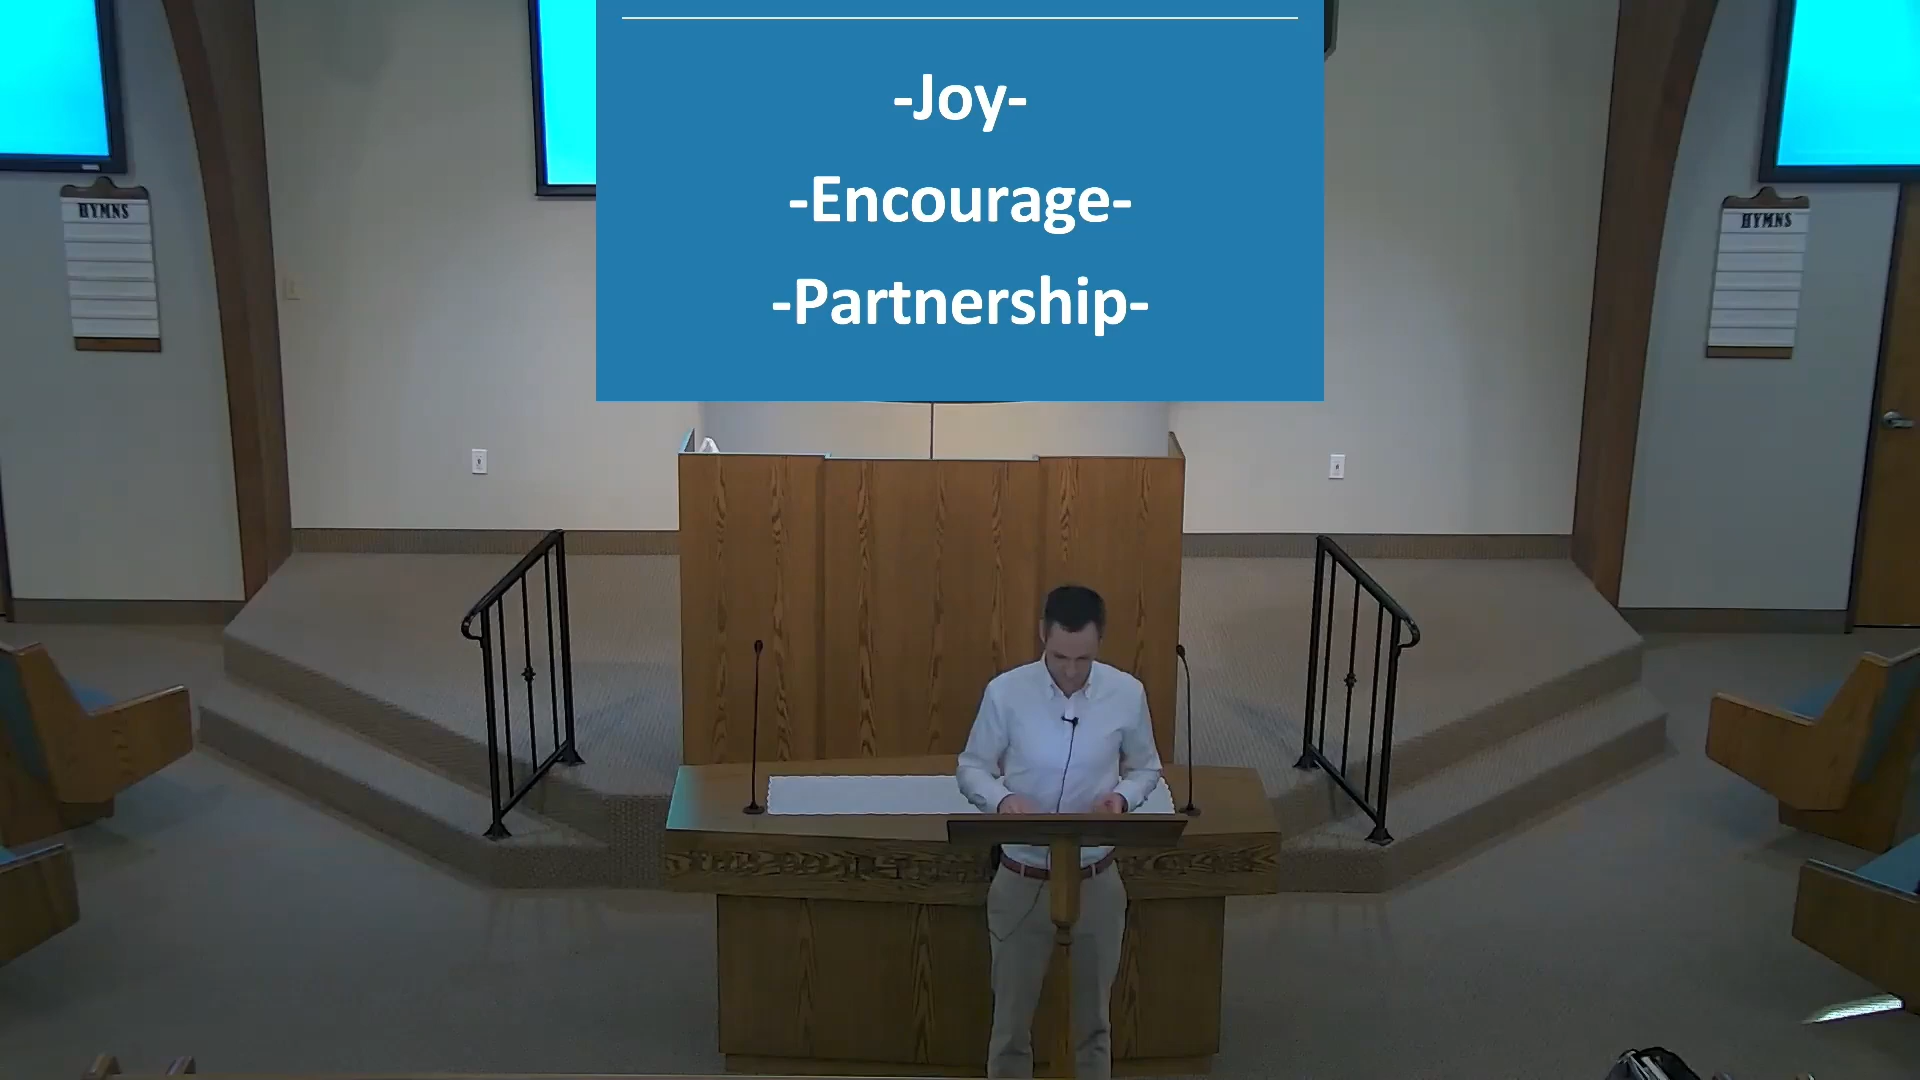 -Joy-
-Encourage-
-Partnership-
HYMNS
HYMNS